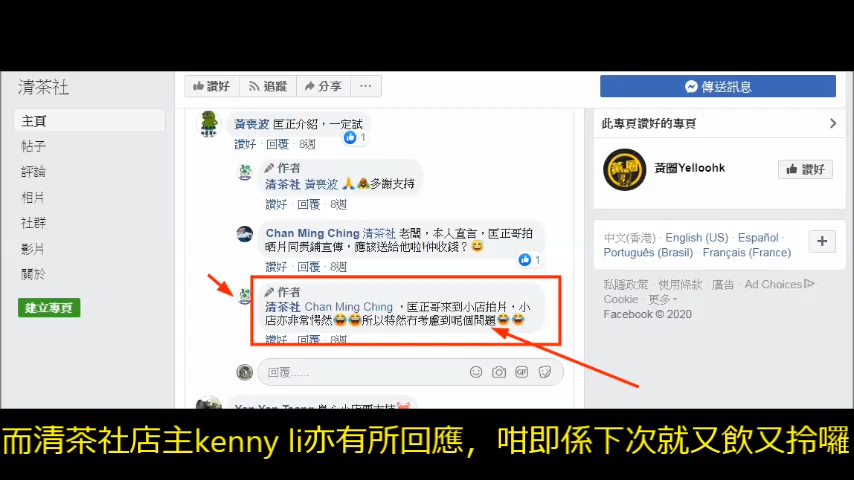 清茶社
主頁
帖子
評論
相片
社群
影片
關於
建立專頁
讚好
追蹤
分享
...
黃喪波 匡正介紹，一定試
1
讚好 · 回覆 · 8週
作者
清茶社 黃喪波 🙏🙇多謝支持
讚好 · 回覆 · 8週
Chan Ming Ching 清茶社 老闆，本人直言，匡正哥拍
晒片同貴鋪宣傳，應該送給他啦!仲收錢？😅
1
讚好 · 回覆 · 8週
作者
清茶社 Chan Ming Ching ，匡正哥來到小店拍片，小
店亦非常愕然😂😂所以特然冇考慮到呢個問題😂😂
讚好 · 回覆 · 8週
回覆......
傳送訊息
此專頁讚好的專頁
黃圈Yelloohk
讚好
中文(香港) · English (US) · Español ·
Português (Brasil) · Français (France)
私隱政策 · 使用條款 · 廣告 · Ad Choices
Cookie · 更多
Facebook © 2020
而清茶社店主kenny li亦有所回應，咁即係下次就又飲又拎囉